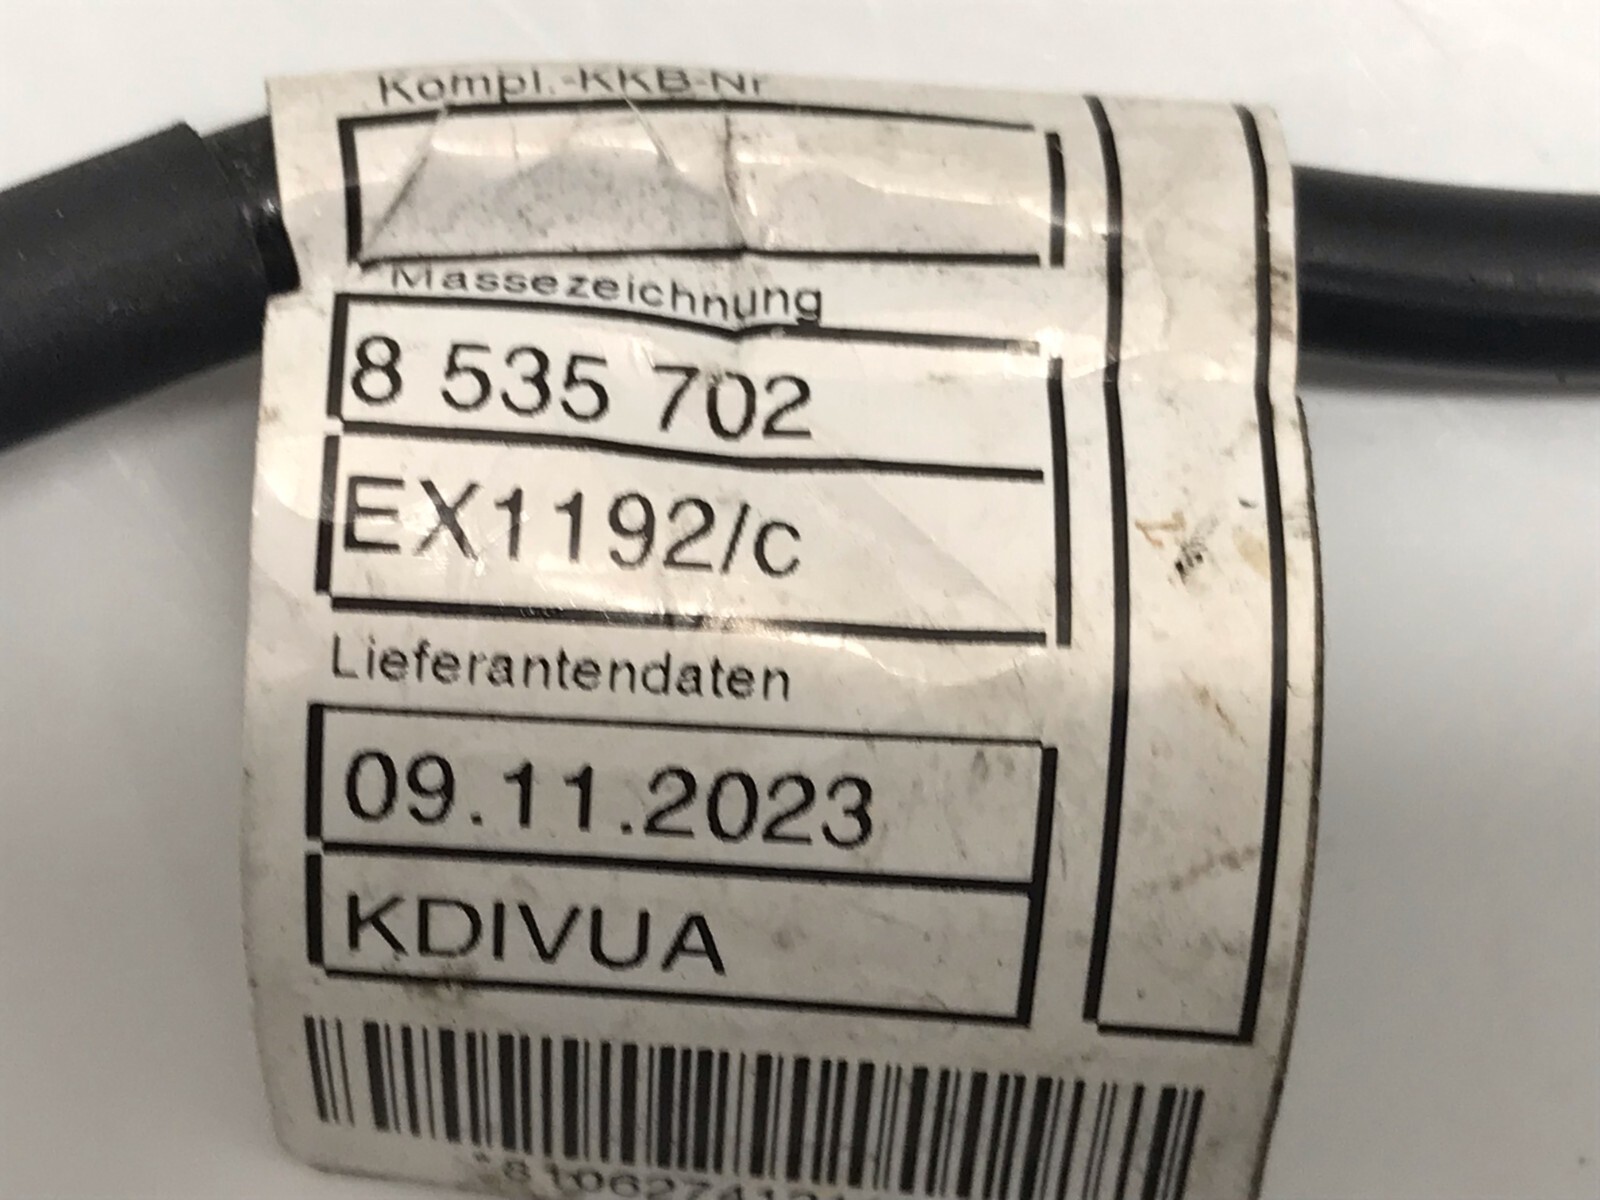 Kompl.-KKB-Nr
Massezeichnung
8 535 702
EX1192/c
Lieferantendaten
09.11.2023
KDIVUA